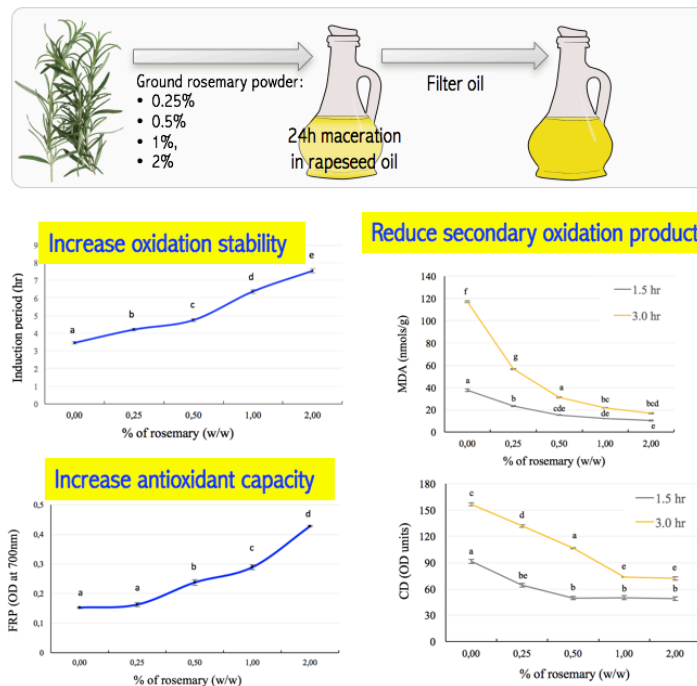 Ground rosemary powder:
• 0.25%
• 0.5%
• 1%,
• 2%
24h maceration
in rapeseed oil
Filter oil
Increase oxidation stability
Induction period (hr)
9
8
7
6
5
4
3
2
1
0
a
b
c
d
e
0,00 0,25 0,50 1,00 2,00
% of rosemary (w/w)
Reduce secondary oxidation product
MDA (nmols/g)
140
120
100
80
60
40
20
0
1.5 hr
3.0 hr
f
g
a
bc
bcd
a
b
cde
de
e
0,00 0,25 0,50 1,00 2,00
% of rosemary (w/w)
Increase antioxidant capacity
FRP (OD at 700nm)
0,5
0,4
0,3
0,2
0,1
0
a
a
b
c
d
0,00 0,25 0,50 1,00 2,00
% of rosemary (w/w)
CD (OD units)
180
150
120
90
60
30
0
1.5 hr
3.0 hr
c
d
a
e
e
a
be
b
b
b
0,00 0,25 0,50 1,00 2,00
% of rosemary (w/w)